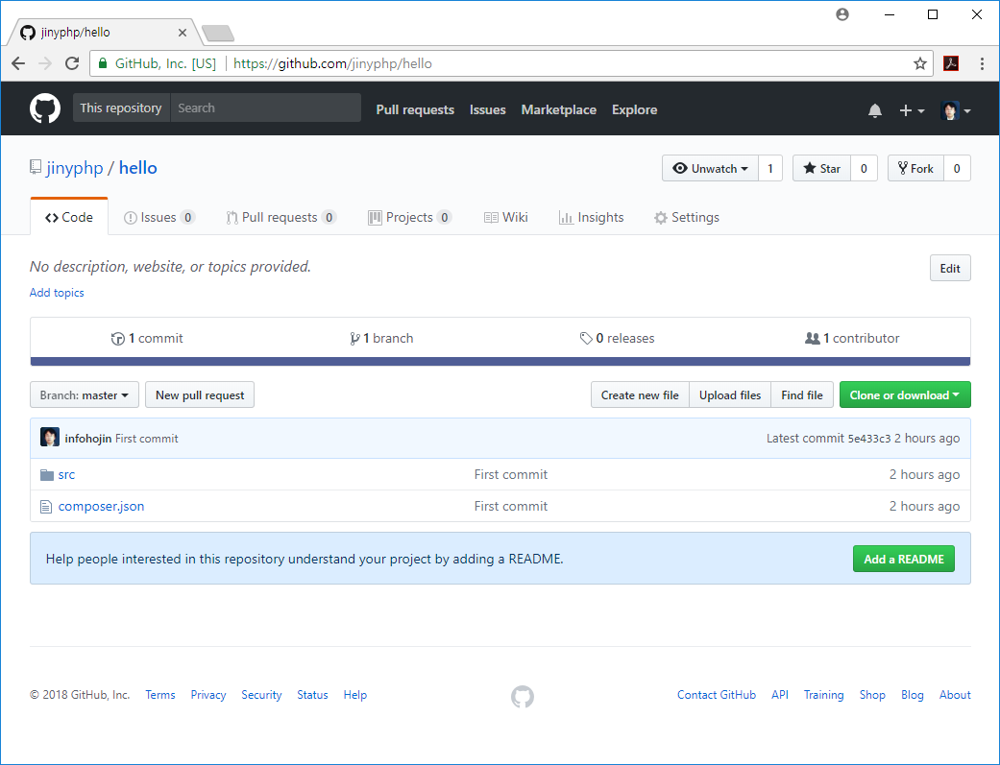 jinyphp/hello
GitHub, Inc. [US] https://github.com/jinyphp/hello
This repository Search Pull requests Issues Marketplace Explore
jinyphp / hello Unwatch 1 Star 0 Fork 0
Code Issues 0 Pull requests 0 Projects 0 Wiki Insights Settings
No description, website, or topics provided. Edit
Add topics
1 commit 1 branch 0 releases 1 contributor
Branch: master New pull request Create new file Upload files Find file Clone or download
infohojin First commit Latest commit 5e433c3 2 hours ago
src First commit 2 hours ago
composer.json First commit 2 hours ago
Help people interested in this repository understand your project by adding a README. Add a README
© 2018 GitHub, Inc. Terms Privacy Security Status Help Contact GitHub API Training Shop Blog About